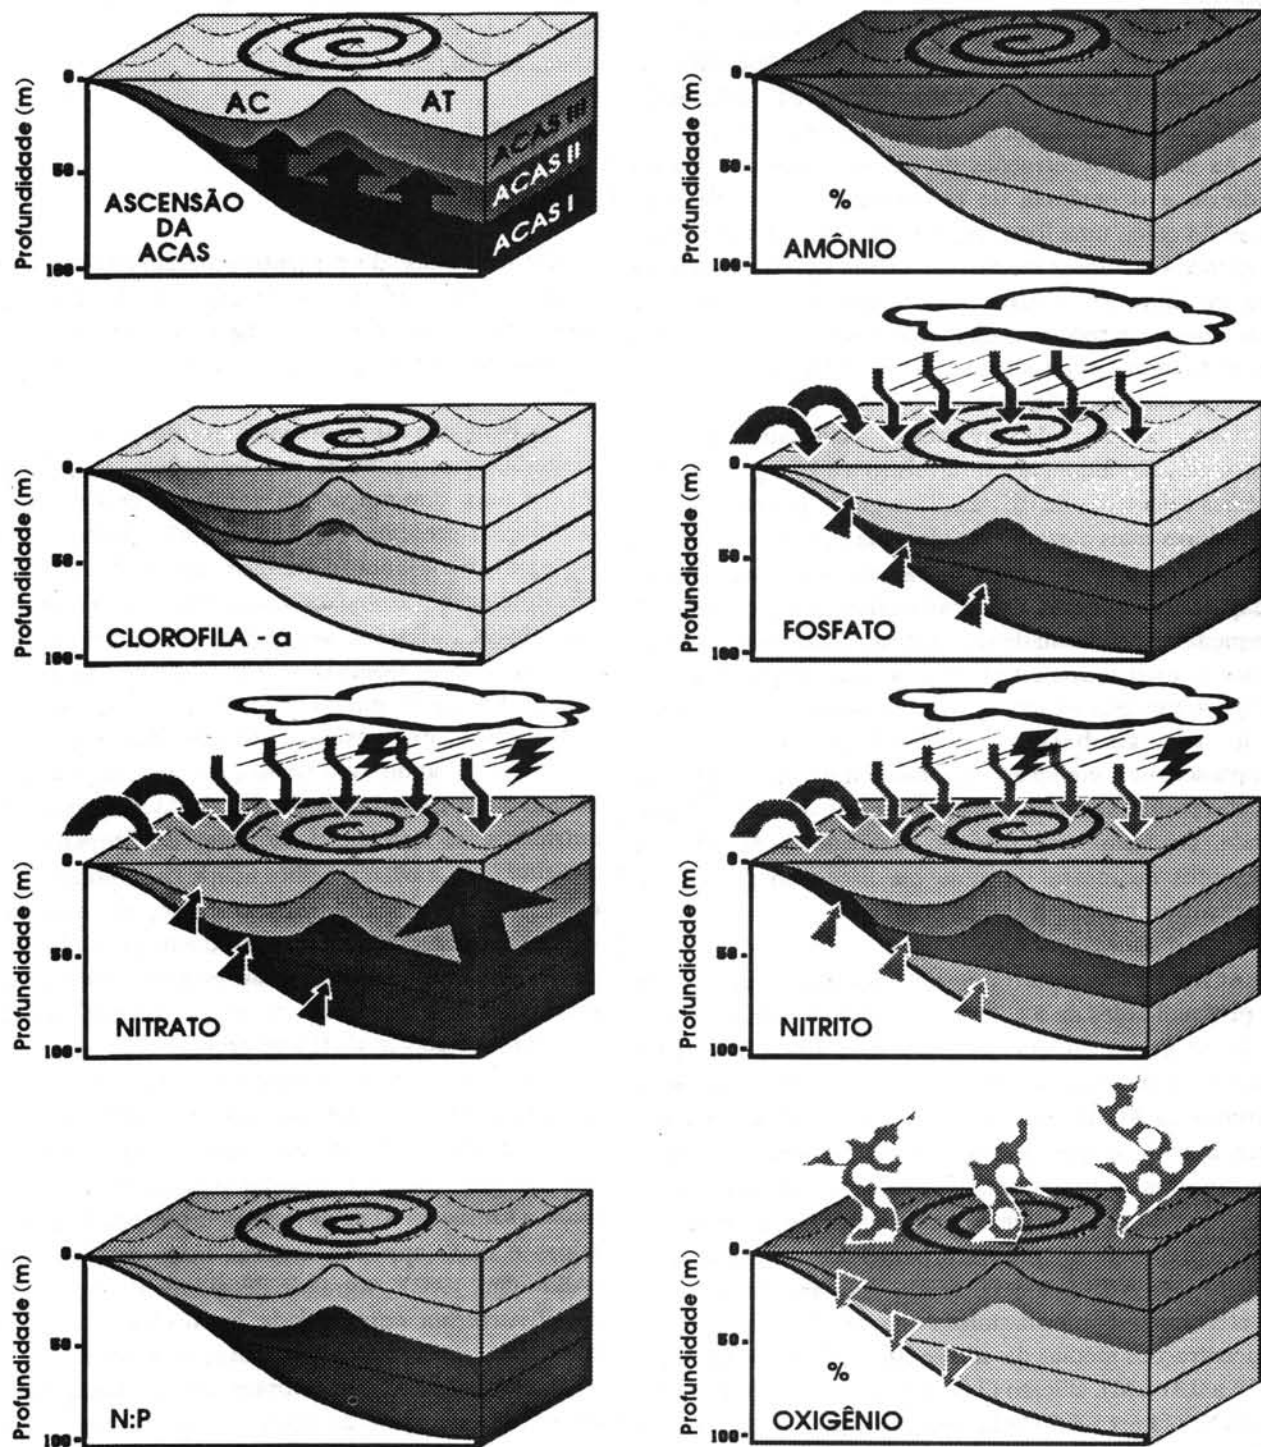 Profundidade (m)
0
50
100
AC
AT
ACAS III
ACAS II
ACAS I
ASCENSÃO
DA
ACAS
Profundidade (m)
0
50
100
%
AMÔNIO
Profundidade (m)
0
50
100
CLOROFILA - a
Profundidade (m)
0
50
100
FOSFATO
Profundidade (m)
0
50
100
NITRATO
Profundidade (m)
0
50
100
NITRITO
Profundidade (m)
0
50
100
N:P
Profundidade (m)
0
50
100
%
OXIGÊNIO